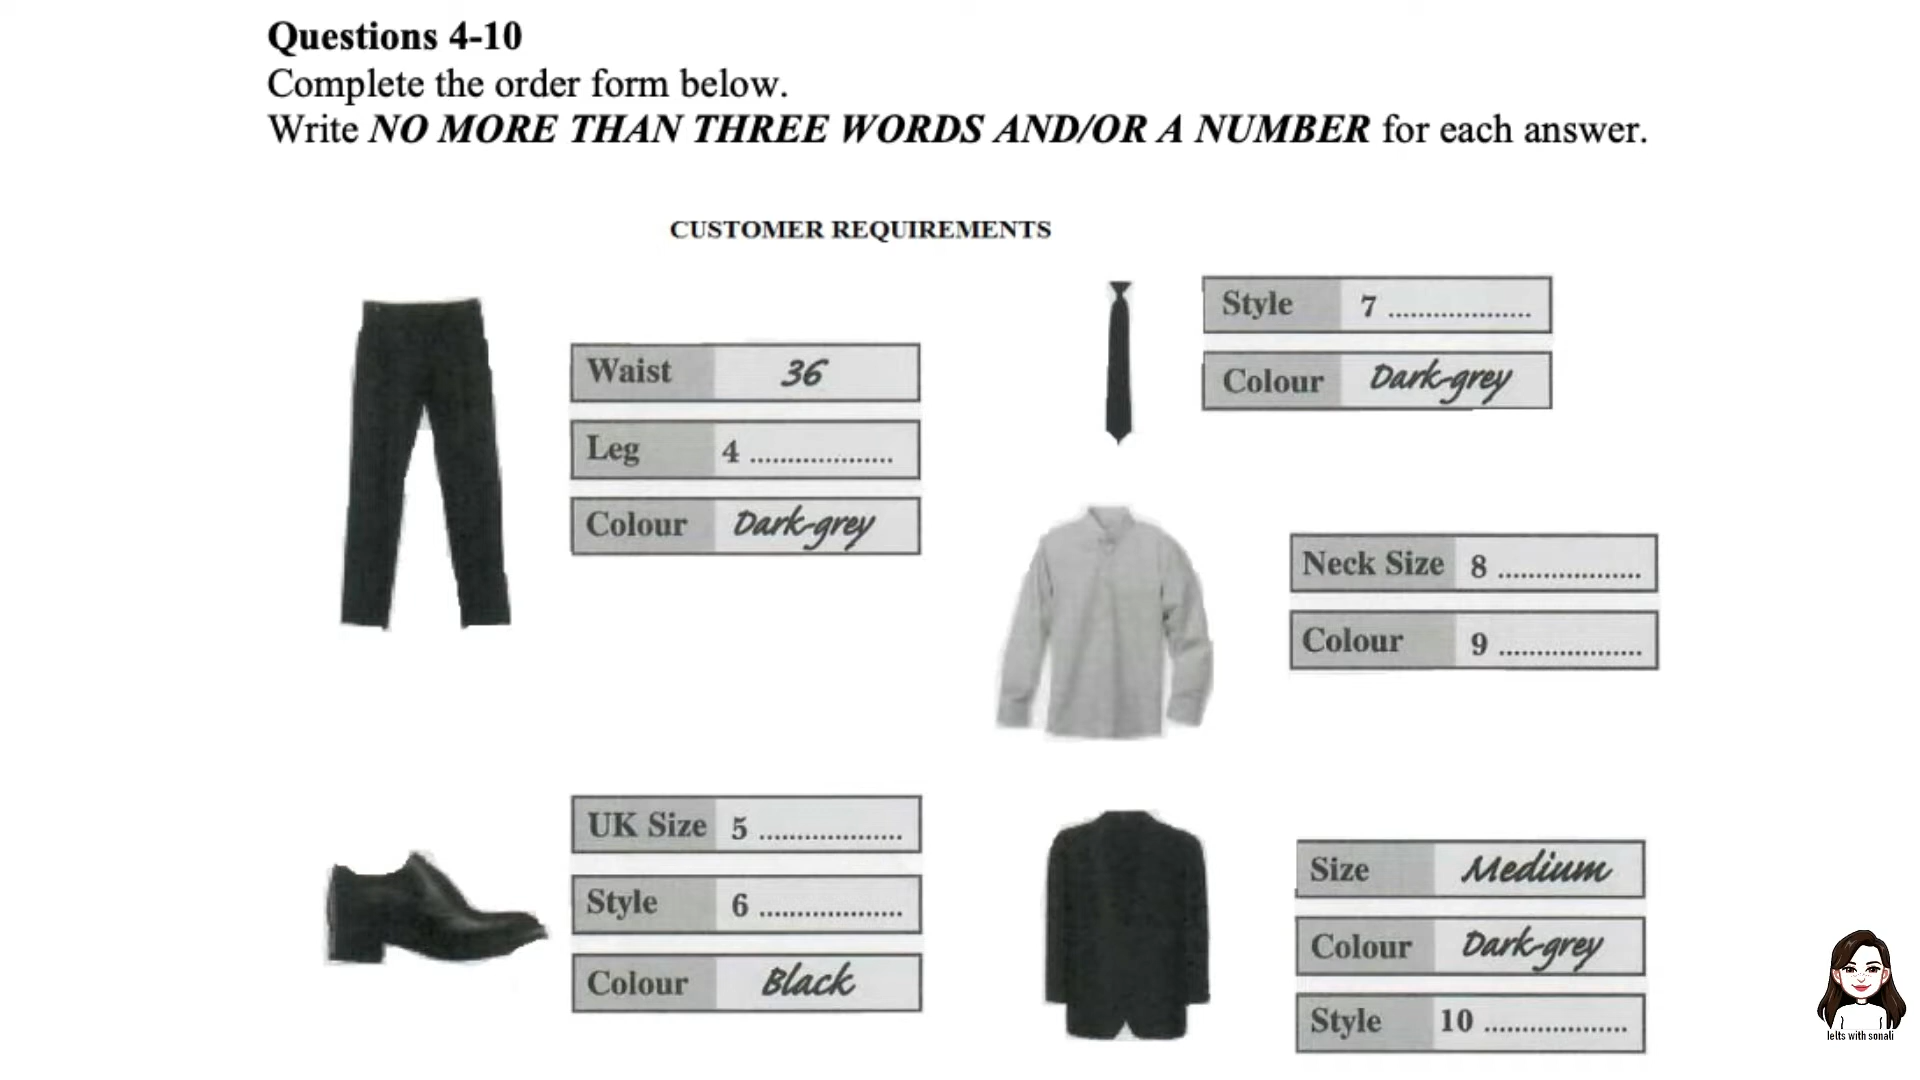 Questions 4-10
Complete the order form below.
Write NO MORE THAN THREE WORDS AND/OR A NUMBER for each answer.
CUSTOMER REQUIREMENTS
Waist 36
Leg 4 ...................
Colour Dark-grey
UK Size 5 ...................
Style 6 ...................
Colour Black
Style 7 ...................
Colour Dark-grey
Neck Size 8 ...................
Colour 9 ...................
Size Medium
Colour Dark-grey
Style 10 ...................
Ielts with sonali